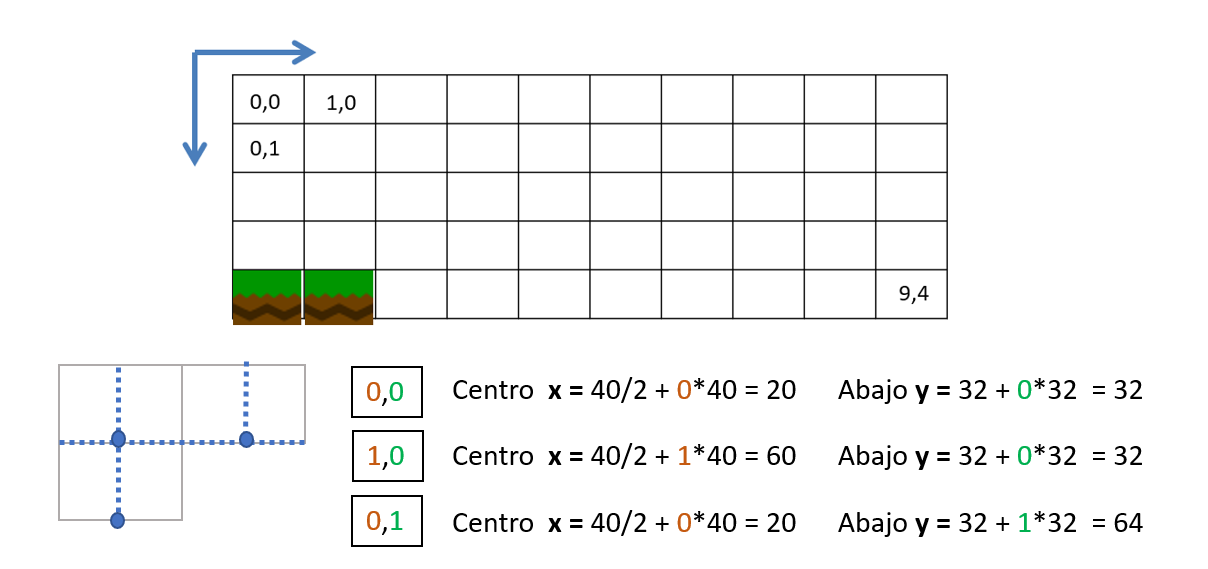 0,0 1,0
0,1
9,4
0,0 Centro x = 40/2 + 0*40 = 20 Abajo y = 32 + 0*32 = 32
1,0 Centro x = 40/2 + 1*40 = 60 Abajo y = 32 + 0*32 = 32
0,1 Centro x = 40/2 + 0*40 = 20 Abajo y = 32 + 1*32 = 64